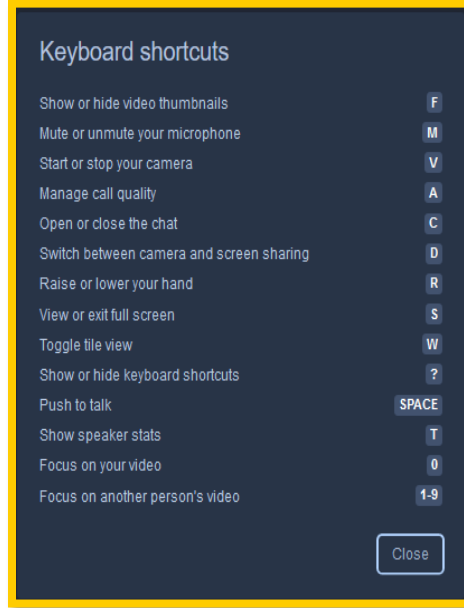 Keyboard shortcuts
Show or hide video thumbnails F
Mute or unmute your microphone M
Start or stop your camera V
Manage call quality A
Open or close the chat C
Switch between camera and screen sharing D
Raise or lower your hand R
View or exit full screen S
Toggle tile view W
Show or hide keyboard shortcuts ?
Push to talk SPACE
Show speaker stats T
Focus on your video 0
Focus on another person's video 1-9
Close